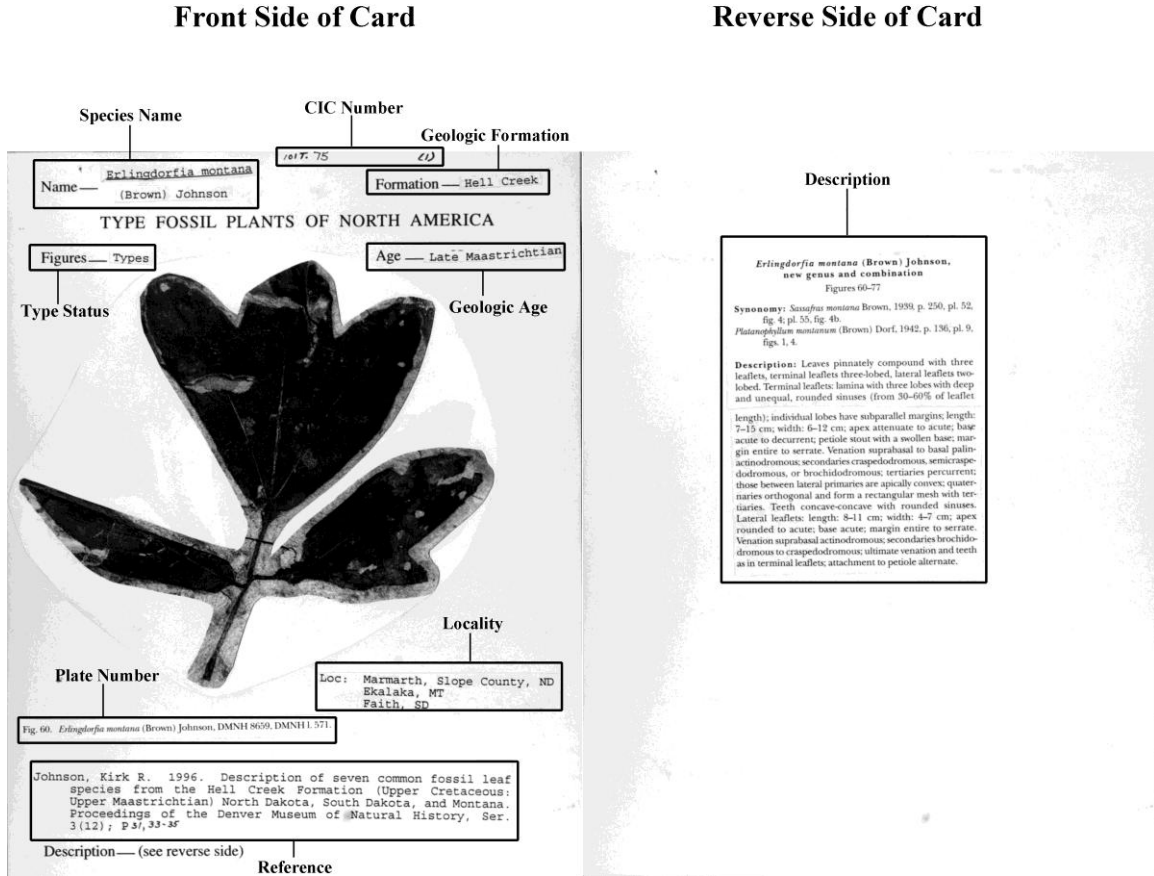 Front Side of Card
Reverse Side of Card
Species Name
CIC Number
Geologic Formation
101T. 75 (1)
Name — Erlingdorfia montana
(Brown) Johnson
Formation — Hell Creek
TYPE FOSSIL PLANTS OF NORTH AMERICA
Figures — Types
Age — Late Maastrichtian
Type Status
Geologic Age
Locality
Plate Number
Loc: Marmarth, Slope County, ND
Ekalaka, MT
Faith, SD
Fig. 60. Erlingdorfia montana (Brown) Johnson, DMNH 8659, DMNH l. 571.
Johnson, Kirk R. 1996. Description of seven common fossil leaf
species from the Hell Creek Formation (Upper Cretaceous:
Upper Maastrichtian) North Dakota, South Dakota, and Montana.
Proceedings of the Denver Museum of Natural History, Ser.
3(12); P 31, 33-35
Description — (see reverse side)
Reference
Description
Erlingdorfia montana (Brown) Johnson,
new genus and combination
Figures 60–77
Synonomy: Sassafras montana Brown, 1939, p. 250, pl. 52,
fig. 4; pl. 55, fig. 4b.
Platanophyllum montanum (Brown) Dorf, 1942, p. 136, pl. 9,
figs. 1, 4.
Description: Leaves pinnately compound with three
leaflets, terminal leaflets three-lobed, lateral leaflets two-
lobed. Terminal leaflets: lamina with three lobes with deep
and unequal, rounded sinuses (from 30–60% of leaflet
length); individual lobes have subparallel margins; length:
7–15 cm; width: 6–12 cm; apex attenuate to acute; base
acute to decurrent; petiole stout with a swollen base; mar-
gin entire to serrate. Venation suprabasal to basal palin-
actinodromous; secondaries craspedodromous, semicraspe-
dodromous, or brochidodromous; tertiaries percurrent;
those between lateral primaries are apically convex; quater-
naries orthogonal and form a rectangular mesh with ter-
tiaries. Teeth concave-concave with rounded sinuses.
Lateral leaflets: length: 8–11 cm; width: 4–7 cm; apex
rounded to acute; base acute; margin entire to serrate.
Venation suprabasal actinodromous; secondaries brochido-
dromous to craspedodromous; ultimate venation and teeth
as in terminal leaflets; attachment to petiole alternate.